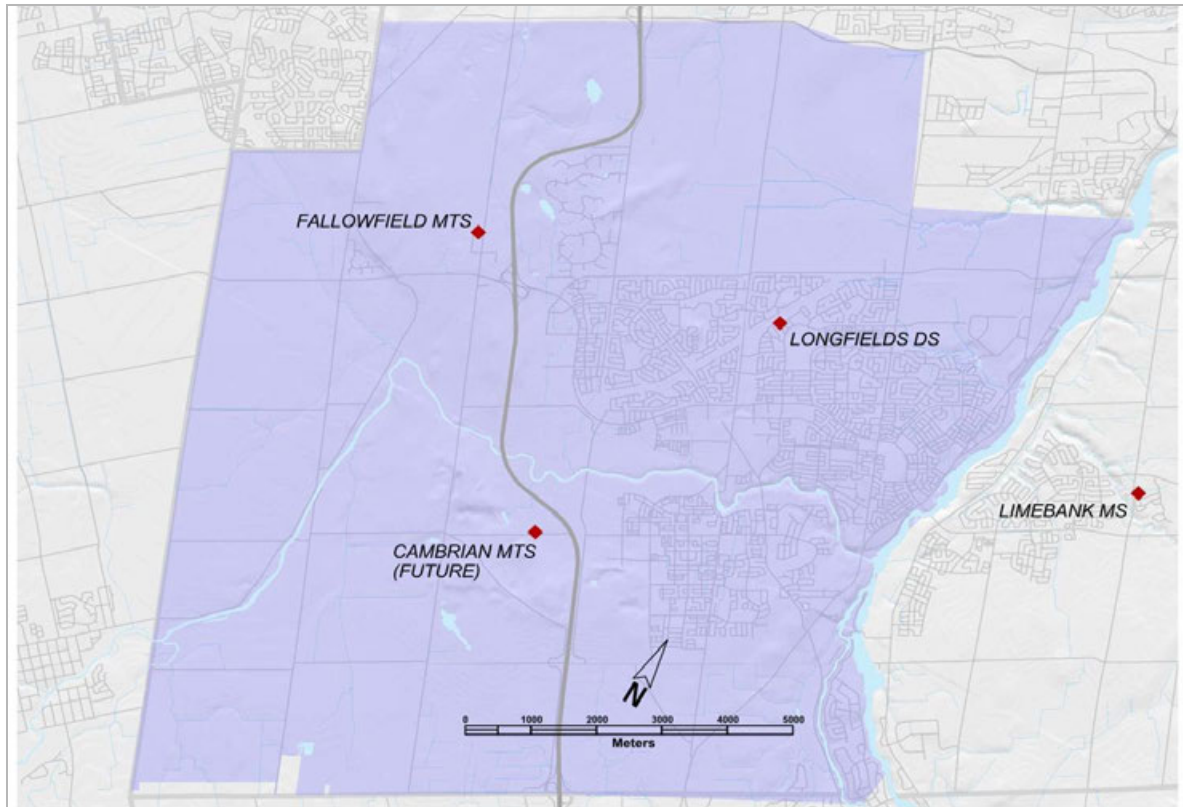 FALLOWFIELD MTS
LONGFIELDS DS
LIMEBANK MS
CAMBRIAN MTS
(FUTURE)
N
0 1000 2000 3000 4000 5000
Meters